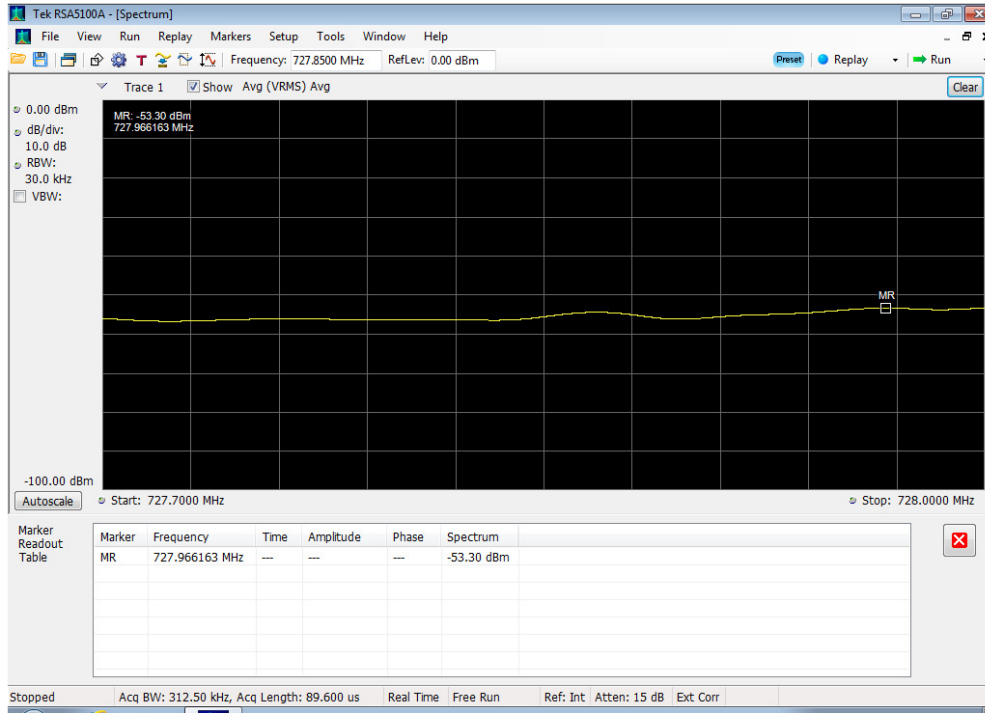 Tek RSA5100A - [Spectrum]
File View Run Replay Markers Setup Tools Window Help
T Frequency: 727.8500 MHz RefLev: 0.00 dBm Preset Replay Run
Trace 1 Show Avg (VRMS) Avg Clear
0.00 dBm
dB/div:
10.0 dB
RBW:
30.0 kHz
VBW:
MR: -53.30 dBm
727.966163 MHz
MR
-100.00 dBm
Autoscale Start: 727.7000 MHz Stop: 728.0000 MHz
Marker
Readout
Table
Marker Frequency Time Amplitude Phase Spectrum
MR 727.966163 MHz --- --- --- -53.30 dBm
Stopped Acq BW: 312.50 kHz, Acq Length: 89.600 us Real Time Free Run Ref: Int Atten: 15 dB Ext Corr